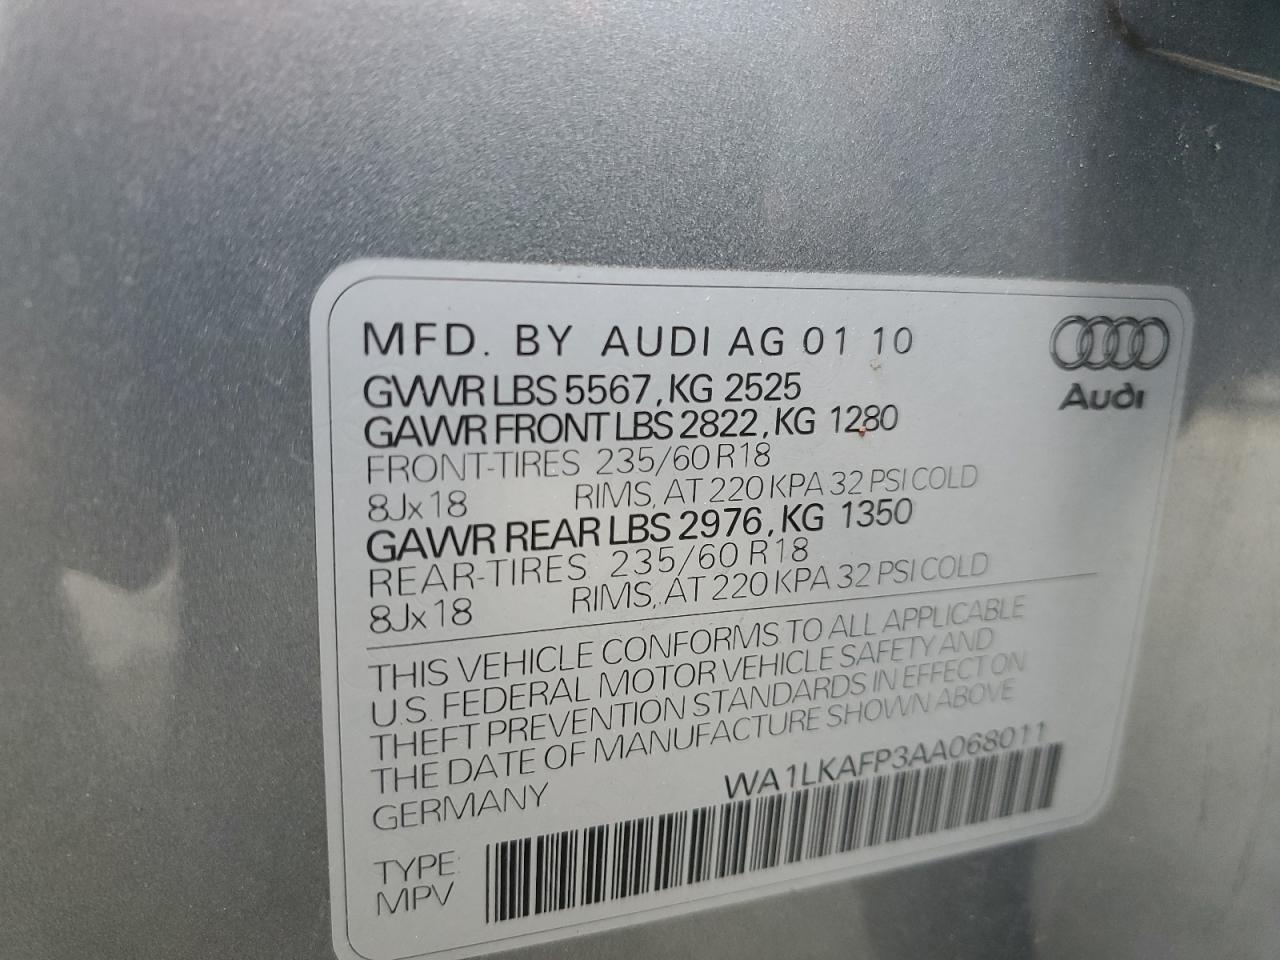 MFD. BY AUDI AG 01 10
Audi
GVWR LBS 5567, KG 2525
GAWR FRONT LBS 2822, KG 1280
FRONT-TIRES 235/60 R18
8Jx18 RIMS, AT 220 KPA 32 PSI COLD
GAWR REAR LBS 2976, KG 1350
REAR-TIRES 235/60 R18
8Jx18 RIMS, AT 220 KPA 32 PSI COLD
THIS VEHICLE CONFORMS TO ALL APPLICABLE
U.S. FEDERAL MOTOR VEHICLE SAFETY AND
THEFT PREVENTION STANDARDS IN EFFECT ON
THE DATE OF MANUFACTURE SHOWN ABOVE
GERMANY WA1LKAFP3AA068011
TYPE:
MPV